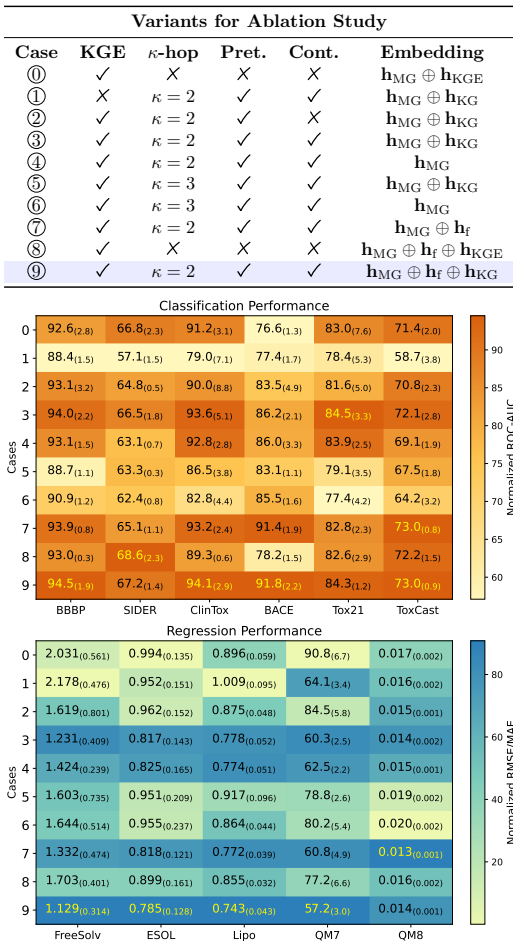 Variants for Ablation Study
Case KGE κ-hop Pret. Cont. Embedding
⓪ ✓ ✗ ✗ ✗ h_MG ⊕ h_KGE
① ✗ κ = 2 ✓ ✓ h_MG ⊕ h_KG
② ✓ κ = 2 ✓ ✗ h_MG ⊕ h_KG
③ ✓ κ = 2 ✓ ✓ h_MG ⊕ h_KG
④ ✓ κ = 2 ✓ ✓ h_MG
⑤ ✓ κ = 3 ✓ ✓ h_MG ⊕ h_KG
⑥ ✓ κ = 3 ✓ ✓ h_MG
⑦ ✓ κ = 2 ✓ ✓ h_MG ⊕ h_f
⑧ ✓ ✗ ✗ ✗ h_MG ⊕ h_f ⊕ h_KGE
⑨ ✓ κ = 2 ✓ ✓ h_MG ⊕ h_f ⊕ h_KG
Classification Performance
0 92.6(2.8) 66.8(2.3) 91.2(3.1) 76.6(1.3) 83.0(7.6) 71.4(2.0)
1 88.4(1.5) 57.1(1.5) 79.0(7.1) 77.4(1.7) 78.4(5.3) 58.7(3.8)
2 93.1(3.2) 64.8(0.5) 90.0(8.8) 83.5(4.9) 81.6(5.0) 70.8(2.3)
3 94.0(2.2) 66.5(1.8) 93.6(5.1) 86.2(2.1) 84.5(3.3) 72.1(2.8)
4 93.1(1.5) 63.1(0.7) 92.8(2.8) 86.0(3.3) 83.9(2.5) 69.1(1.9)
5 88.7(1.1) 63.3(0.3) 86.5(3.8) 83.1(1.1) 79.1(3.5) 67.5(1.8)
6 90.9(1.2) 62.4(0.8) 82.8(4.4) 85.5(1.6) 77.4(4.2) 64.2(3.2)
7 93.9(0.8) 65.1(1.1) 93.2(2.4) 91.4(1.9) 82.8(2.3) 73.0(0.8)
8 93.0(0.3) 68.6(2.3) 89.3(0.6) 78.2(1.5) 82.6(2.9) 72.2(1.5)
9 94.5(1.9) 67.2(1.4) 94.1(2.9) 91.8(2.2) 84.3(1.2) 73.0(0.9)
BBBP SIDER ClinTox BACE Tox21 ToxCast
Cases
90
85
80
75
70
65
60
Normalized ROC-AUC
Regression Performance
0 2.031(0.561) 0.994(0.135) 0.896(0.059) 90.8(6.7) 0.017(0.002)
1 2.178(0.476) 0.952(0.151) 1.009(0.095) 64.1(3.4) 0.016(0.002)
2 1.619(0.801) 0.962(0.152) 0.875(0.048) 84.5(5.8) 0.015(0.001)
3 1.231(0.409) 0.817(0.143) 0.778(0.052) 60.3(2.5) 0.014(0.002)
4 1.424(0.239) 0.825(0.165) 0.774(0.051) 62.5(2.2) 0.015(0.001)
5 1.603(0.735) 0.951(0.209) 0.917(0.096) 78.8(2.6) 0.019(0.002)
6 1.644(0.514) 0.955(0.237) 0.864(0.044) 80.2(5.4) 0.020(0.002)
7 1.332(0.474) 0.818(0.121) 0.772(0.039) 60.8(4.9) 0.013(0.001)
8 1.703(0.401) 0.899(0.161) 0.855(0.032) 77.2(6.6) 0.016(0.002)
9 1.129(0.314) 0.785(0.128) 0.743(0.043) 57.2(3.0) 0.014(0.001)
FreeSolv ESOL Lipo QM7 QM8
Cases
80
60
40
20
Normalized RMSE/MAE